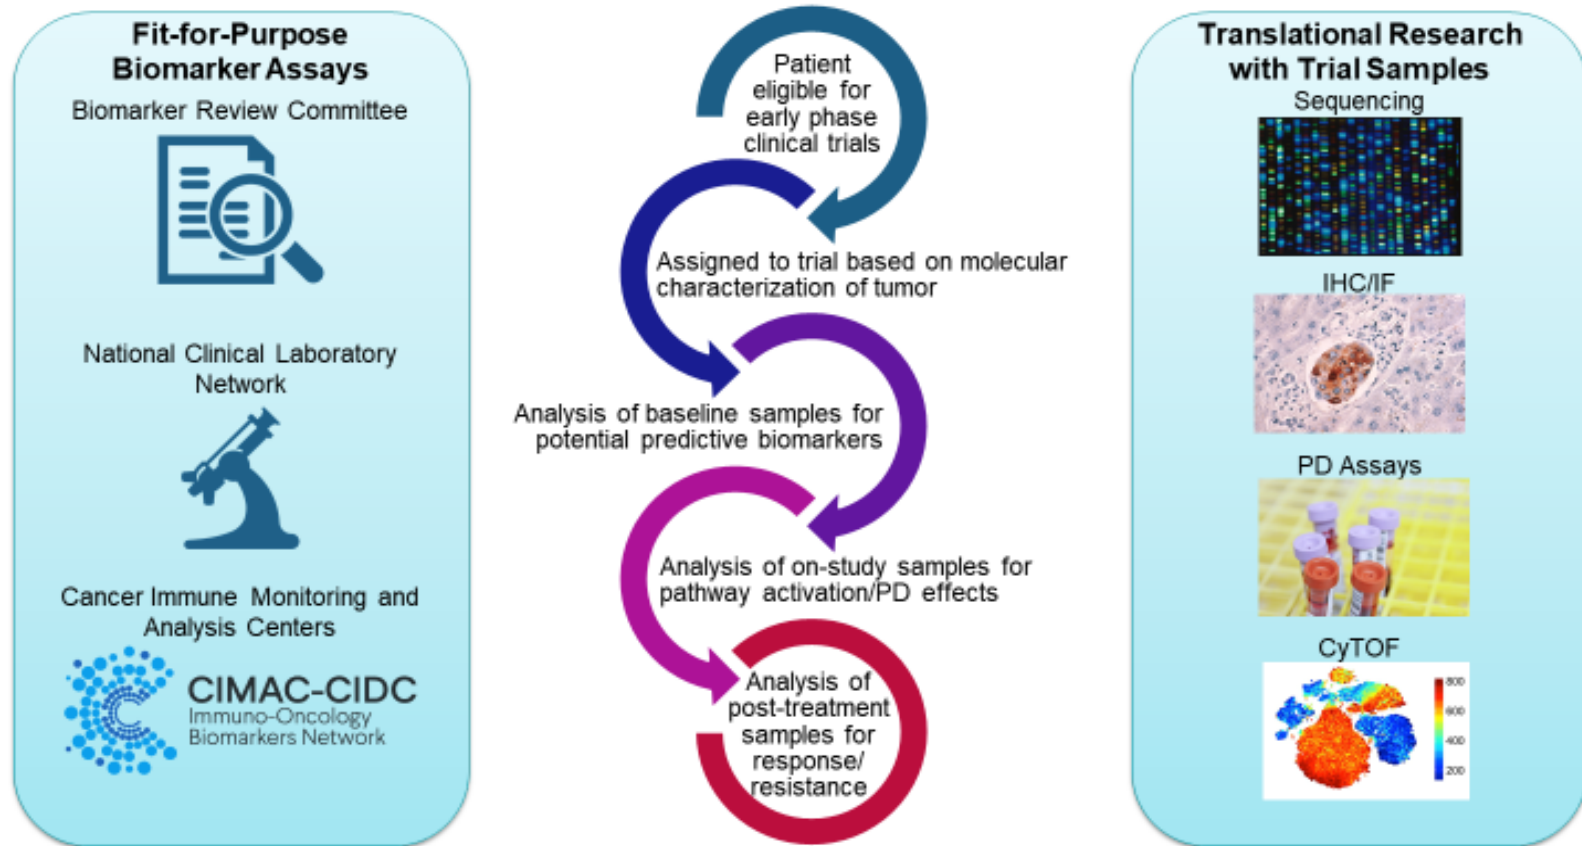 Fit-for-Purpose
Biomarker Assays
Biomarker Review Committee
National Clinical Laboratory
Network
Cancer Immune Monitoring and
Analysis Centers
CIMAC-CIDC
Immuno-Oncology
Biomarkers Network
Patient
eligible for
early phase
clinical trials
Assigned to trial based on molecular
characterization of tumor
Analysis of baseline samples for
potential predictive biomarkers
Analysis of on-study samples for
pathway activation/PD effects
Analysis of
post-treatment
samples for
response/
resistance
Translational Research
with Trial Samples
Sequencing
IHC/IF
PD Assays
CyTOF
800
600
400
200